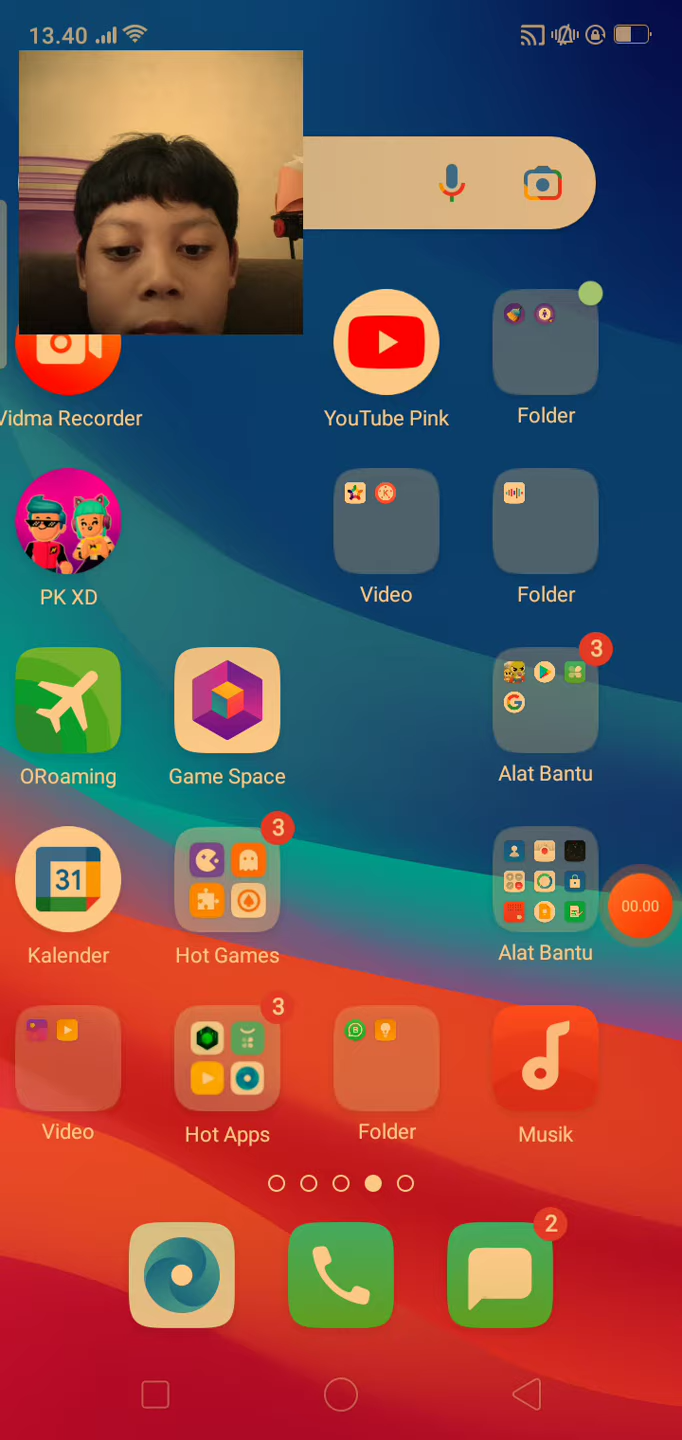 13.40
Vidma Recorder
YouTube Pink
Folder
PK XD
Video
Folder
3
ORoaming
Game Space
Alat Bantu
31
3
00.00
Kalender
Hot Games
Alat Bantu
3
Video
Hot Apps
Folder
Musik
2